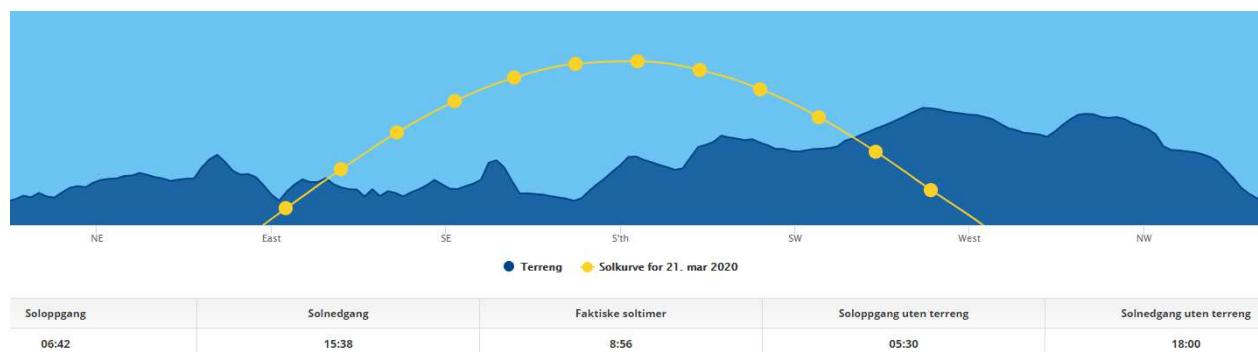 NE East SE S'th SW West NW
Terreng Solkurve for 21. mar 2020
Soloppgang Solnedgang Faktiske soltimer Soloppgang uten terreng Solnedgang uten terreng
06:42 15:38 8:56 05:30 18:00